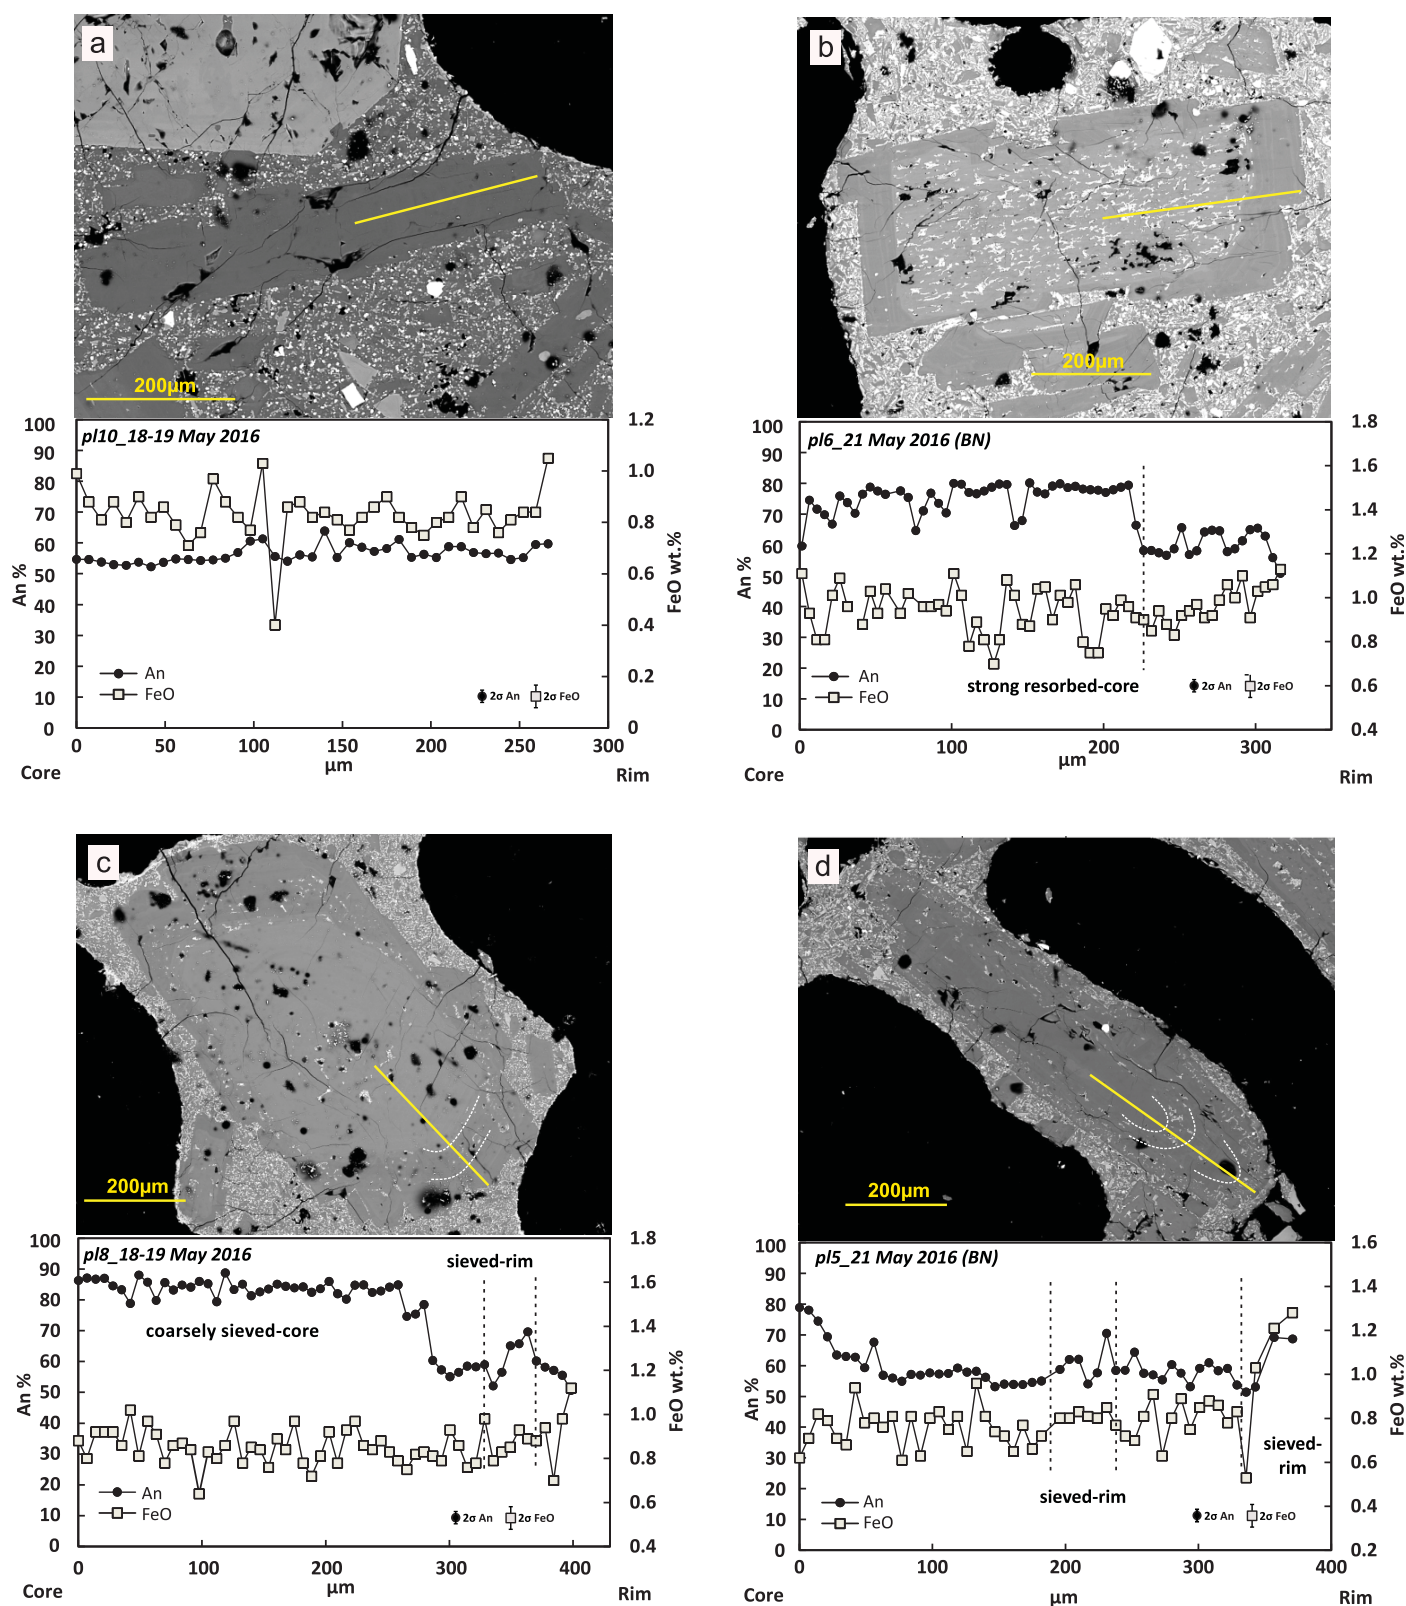 a
200µm
pl10_18-19 May 2016
An %
100
90
80
70
60
50
40
30
20
10
0
1.2
1.0
0.8
0.6
0.4
0.2
0
FeO wt.%
An
FeO
2σ An
2σ FeO
0 50 100 150 200 250 300
Core µm Rim
b
200µm
pl6_21 May 2016 (BN)
An %
100
90
80
70
60
50
40
30
20
10
0
1.8
1.6
1.4
1.2
1.0
0.8
0.6
0.4
FeO wt.%
An
FeO
strong resorbed-core
2σ An
2σ FeO
0 100 200 300
Core µm Rim
c
200µm
pl8_18-19 May 2016
sieved-rim
coarsely sieved-core
An %
100
90
80
70
60
50
40
30
20
10
0
1.8
1.6
1.4
1.2
1.0
0.8
0.6
0.4
FeO wt.%
An
FeO
2σ An
2σ FeO
0 100 200 300 400
Core µm Rim
d
200µm
pl5_21 May 2016 (BN)
An %
100
90
80
70
60
50
40
30
20
10
0
1.6
1.4
1.2
1.0
0.8
0.6
0.4
0.2
FeO wt.%
sieved-rim
sieved-
rim
An
FeO
2σ An
2σ FeO
0 100 200 300 400
Core µm Rim